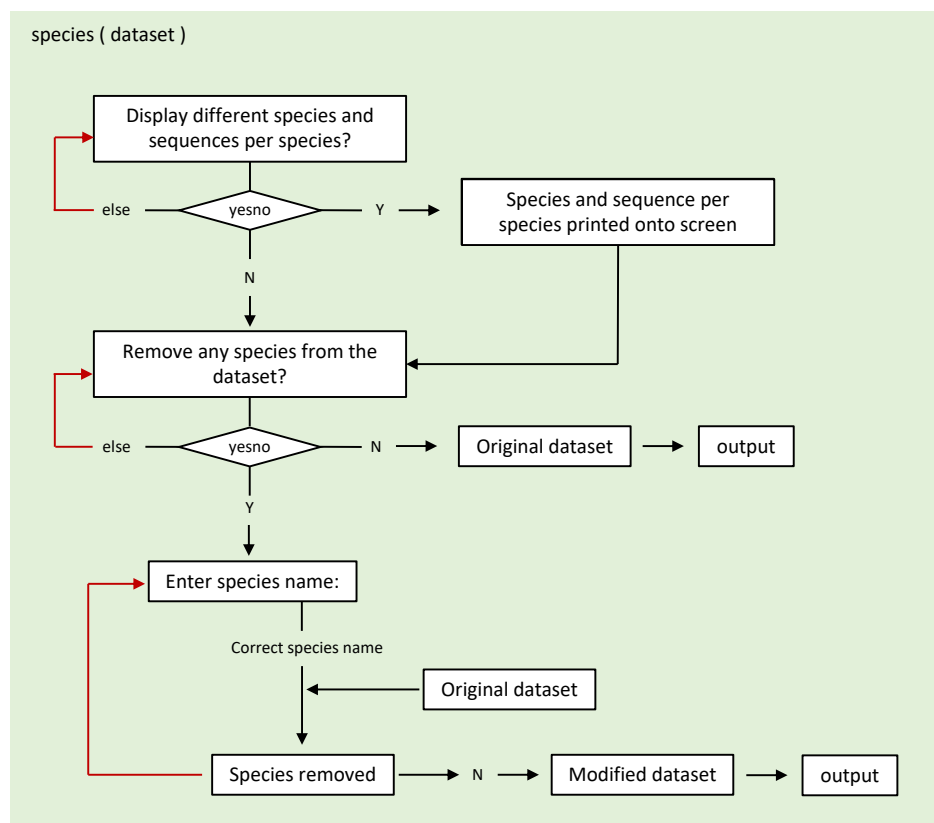 species ( dataset )
Display different species and
sequences per species?
else
yesno
Y
Species and sequence per
species printed onto screen
N
Remove any species from the
dataset?
else
yesno
N
Original dataset
output
Y
Enter species name:
Correct species name
Original dataset
Species removed
N
Modified dataset
output